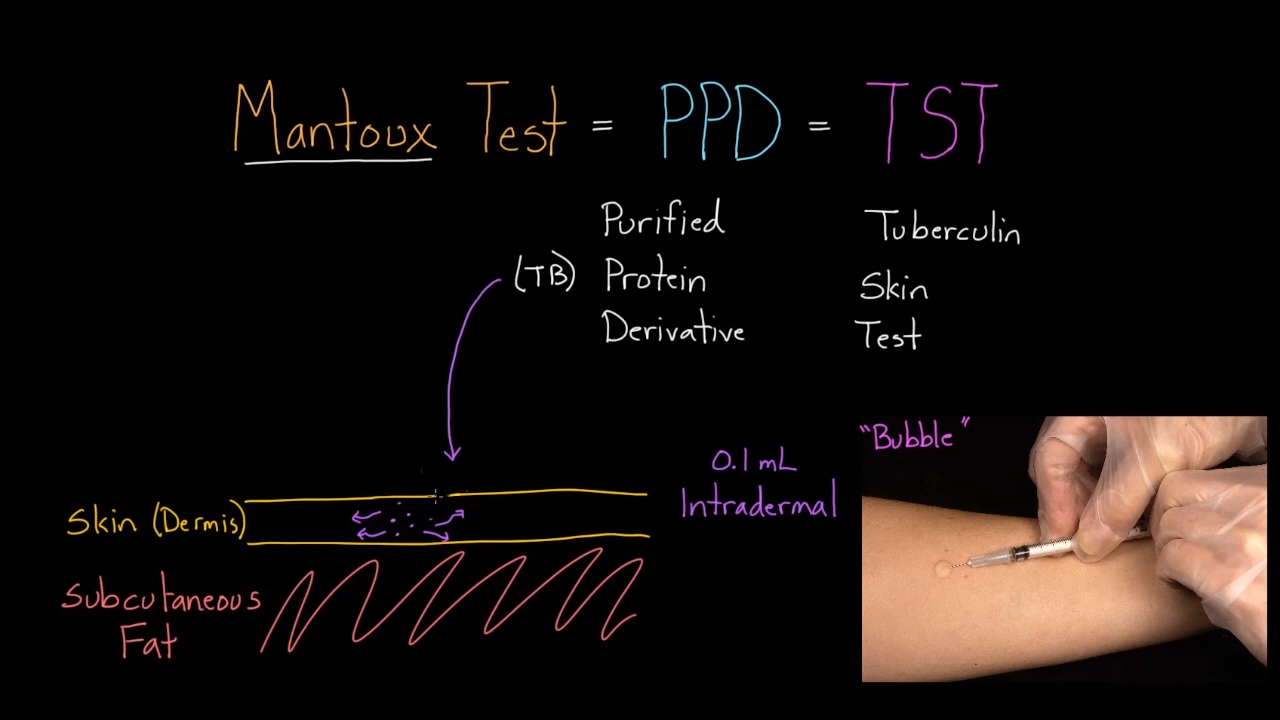 Mantoux Test = PPD = TST
Purified
(TB) Protein
Derivative
Tuberculin
Skin
Test
"Bubble"
0.1 mL
Intradermal
Skin (Dermis)
Subcutaneous
Fat